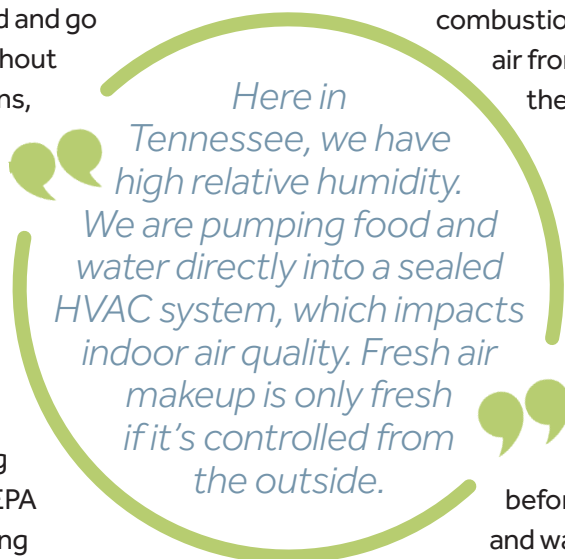 d and go
hout
ns,
combustio
air fro
the
Here in
Tennessee, we have
high relative humidity.
We are pumping food and
water directly into a sealed
HVAC system, which impacts
indoor air quality. Fresh air
makeup is only fresh
if it's controlled from
the outside.
g
EPA
ng
befor
and wa